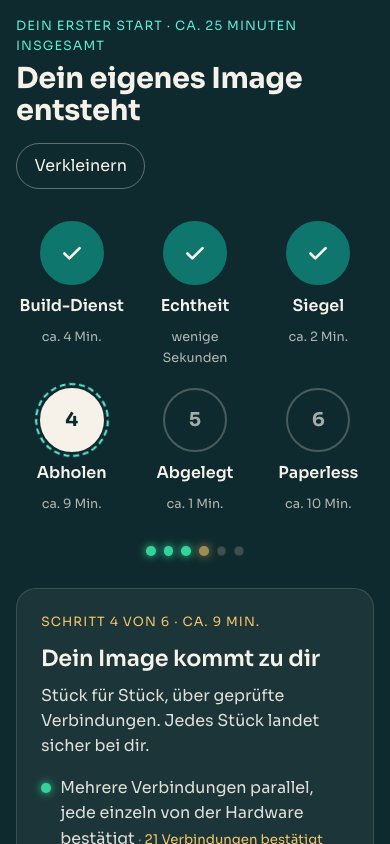 DEIN ERSTER START · CA. 25 MINUTEN
INSGESAMT
Dein eigenes Image
entsteht
Verkleinern
Build-Dienst
Echtheit
Siegel
ca. 4 Min.
wenige
Sekunden
ca. 2 Min.
4
5
6
Abholen
Abgelegt
Paperless
ca. 9 Min.
ca. 1 Min.
ca. 10 Min.
SCHRITT 4 VON 6 · CA. 9 MIN.
Dein Image kommt zu dir
Stück für Stück, über geprüfte
Verbindungen. Jedes Stück landet
sicher bei dir.
Mehrere Verbindungen parallel,
jede einzeln von der Hardware
bestätigt · 21 Verbindungen bestätigt